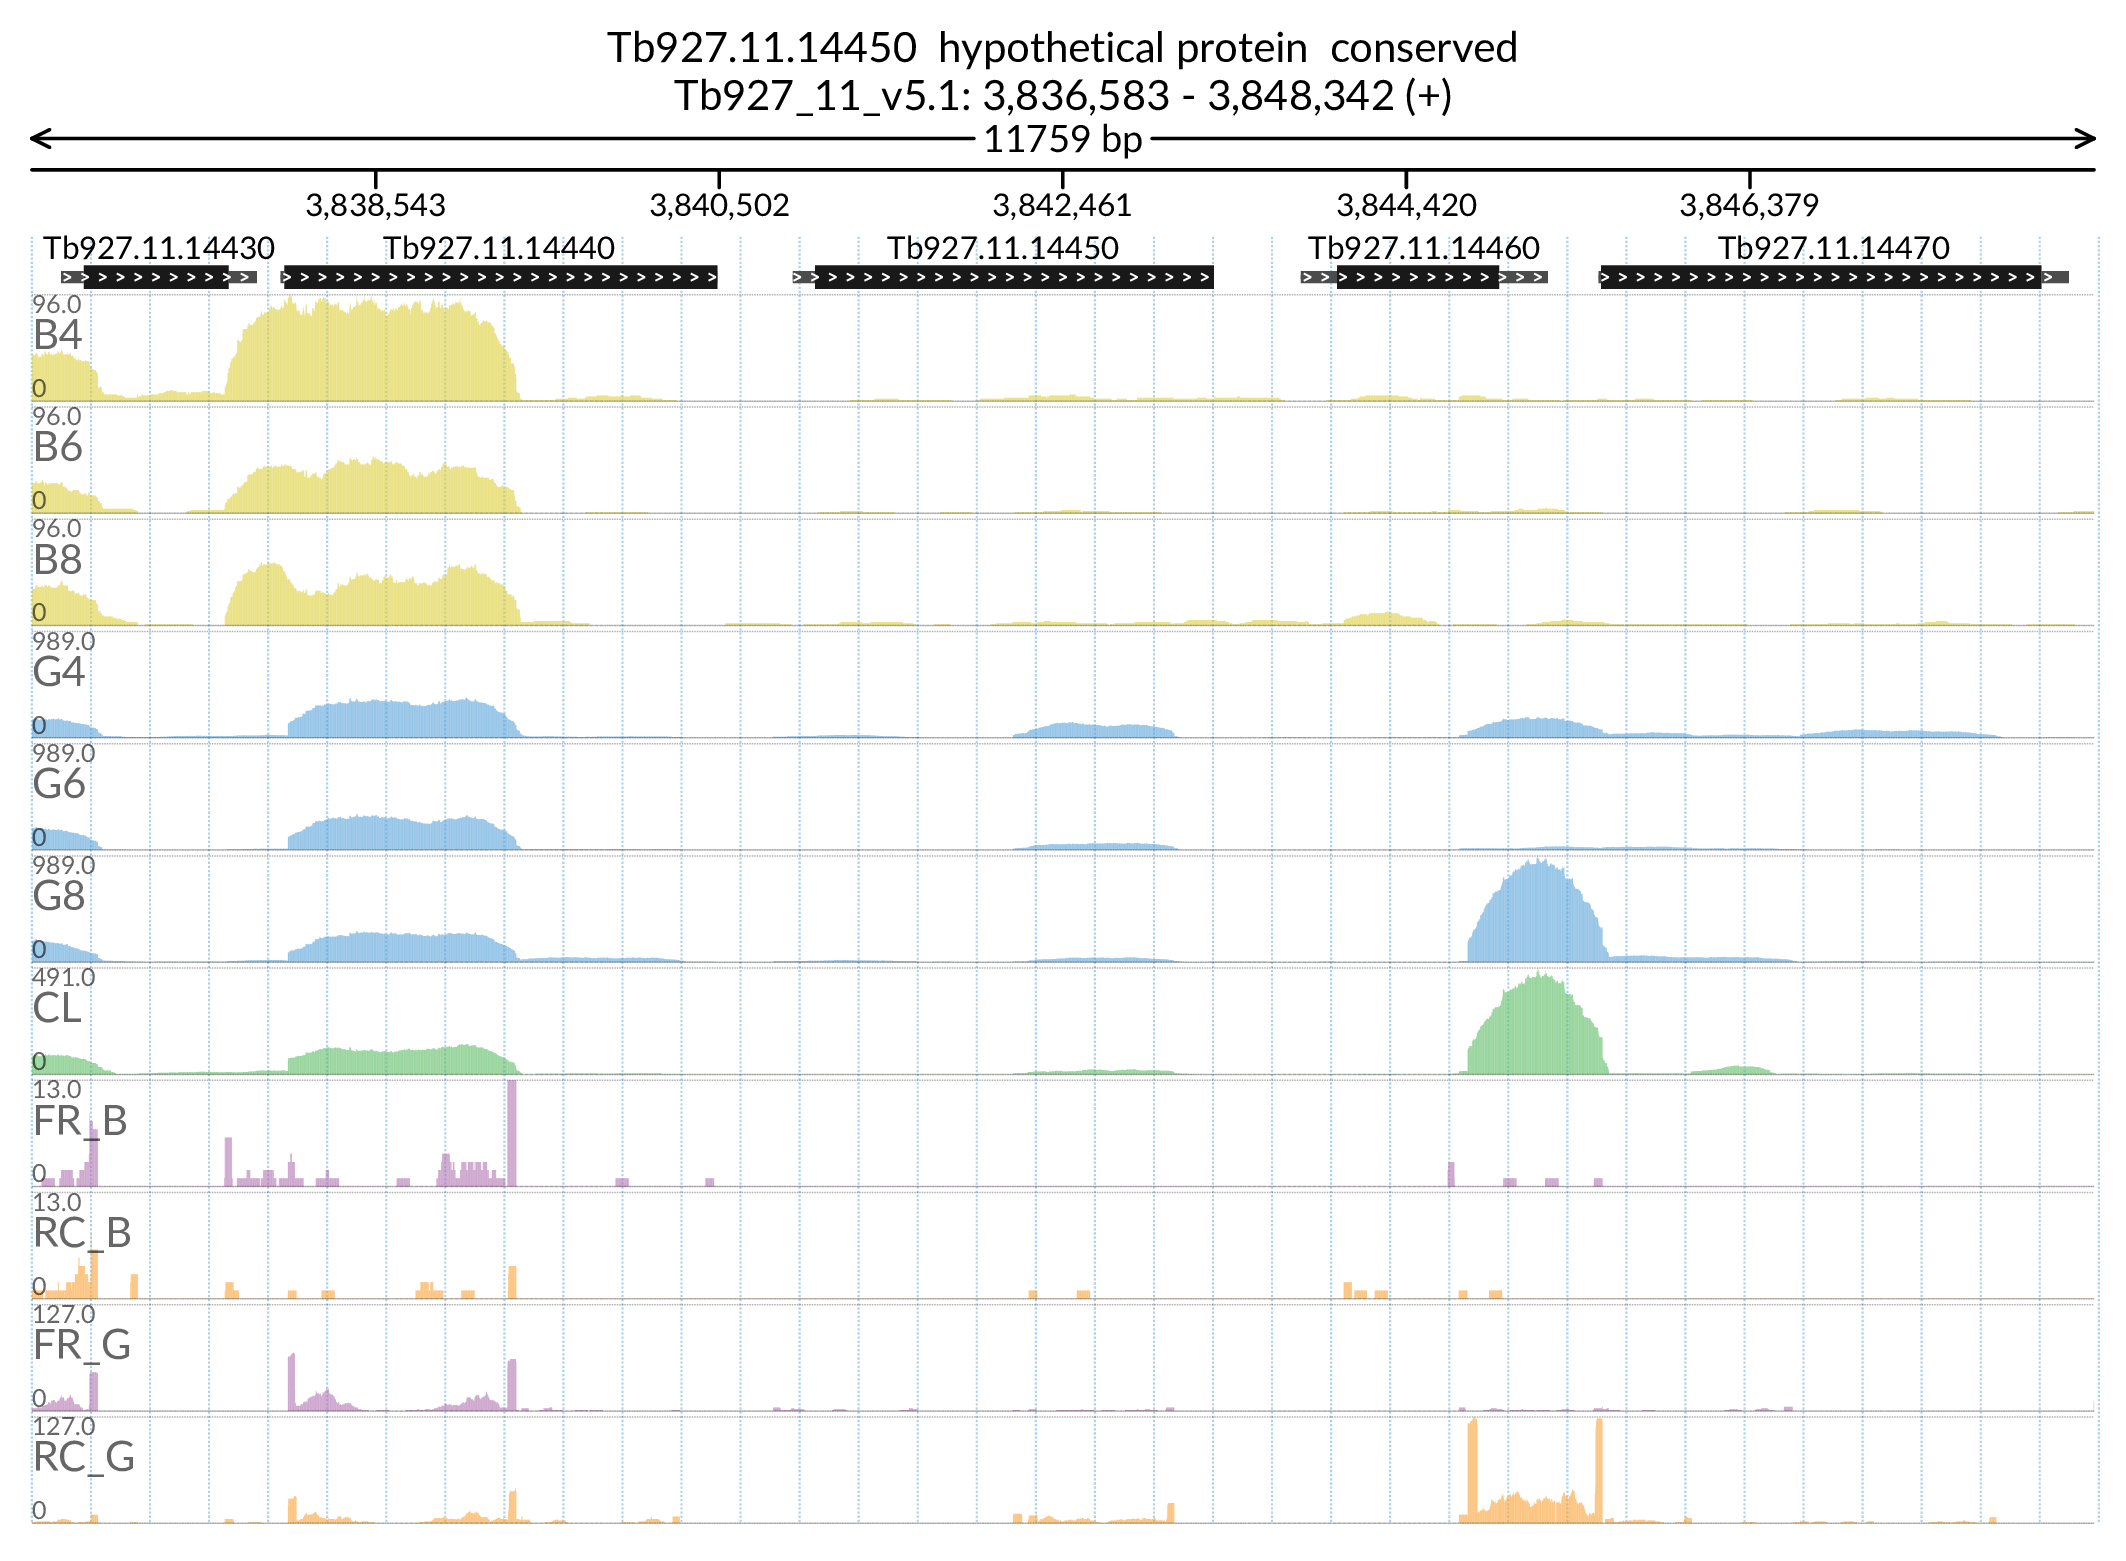 Tb927.11.14450  hypothetical protein  conserved
Tb927_11_v5.1: 3,836,583 - 3,848,342 (+)
11759 bp
3,838,543 3,840,502 3,842,461 3,844,420 3,846,379
Tb927.11.14430 Tb927.11.14440 Tb927.11.14450 Tb927.11.14460 Tb927.11.14470
96.0
B4
0
96.0
B6
0
96.0
B8
0
989.0
G4
0
989.0
G6
0
989.0
G8
0
491.0
CL
0
13.0
FR_B
0
13.0
RC_B
0
127.0
FR_G
0
127.0
RC_G
0